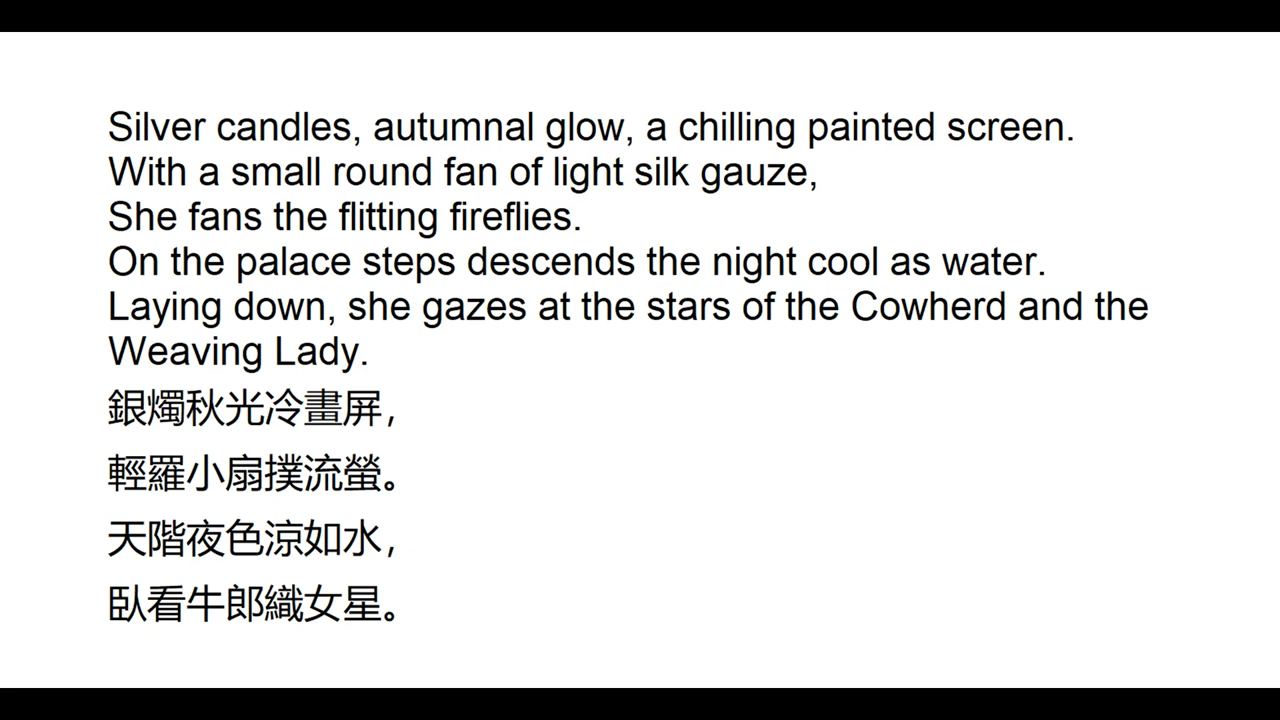 Silver candles, autumnal glow, a chilling painted screen.
With a small round fan of light silk gauze,
She fans the flitting fireflies.
On the palace steps descends the night cool as water.
Laying down, she gazes at the stars of the Cowherd and the
Weaving Lady.
銀燭秋光冷畫屏，
輕羅小扇撲流螢。
天階夜色涼如水，
臥看牛郎織女星。